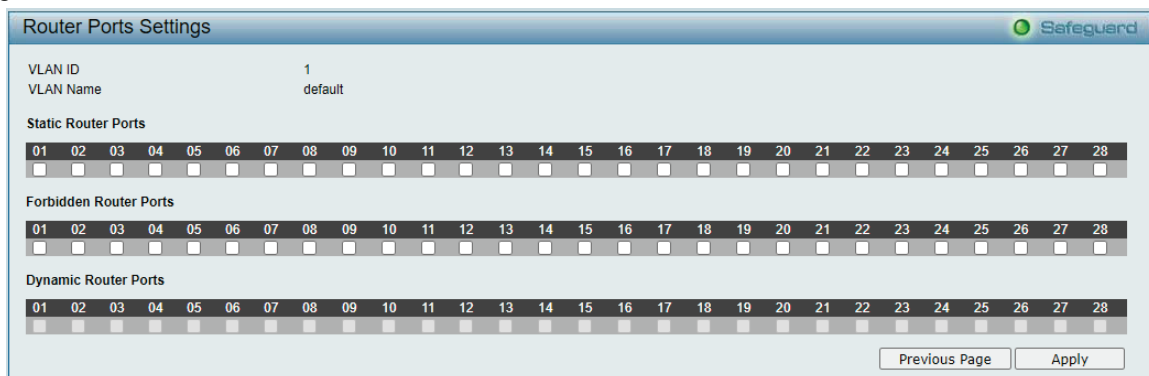 Router Ports Settings Safeguard
VLAN ID 1
VLAN Name default
Static Router Ports
01 02 03 04 05 06 07 08 09 10 11 12 13 14 15 16 17 18 19 20 21 22 23 24 25 26 27 28
Forbidden Router Ports
01 02 03 04 05 06 07 08 09 10 11 12 13 14 15 16 17 18 19 20 21 22 23 24 25 26 27 28
Dynamic Router Ports
01 02 03 04 05 06 07 08 09 10 11 12 13 14 15 16 17 18 19 20 21 22 23 24 25 26 27 28
Previous Page Apply